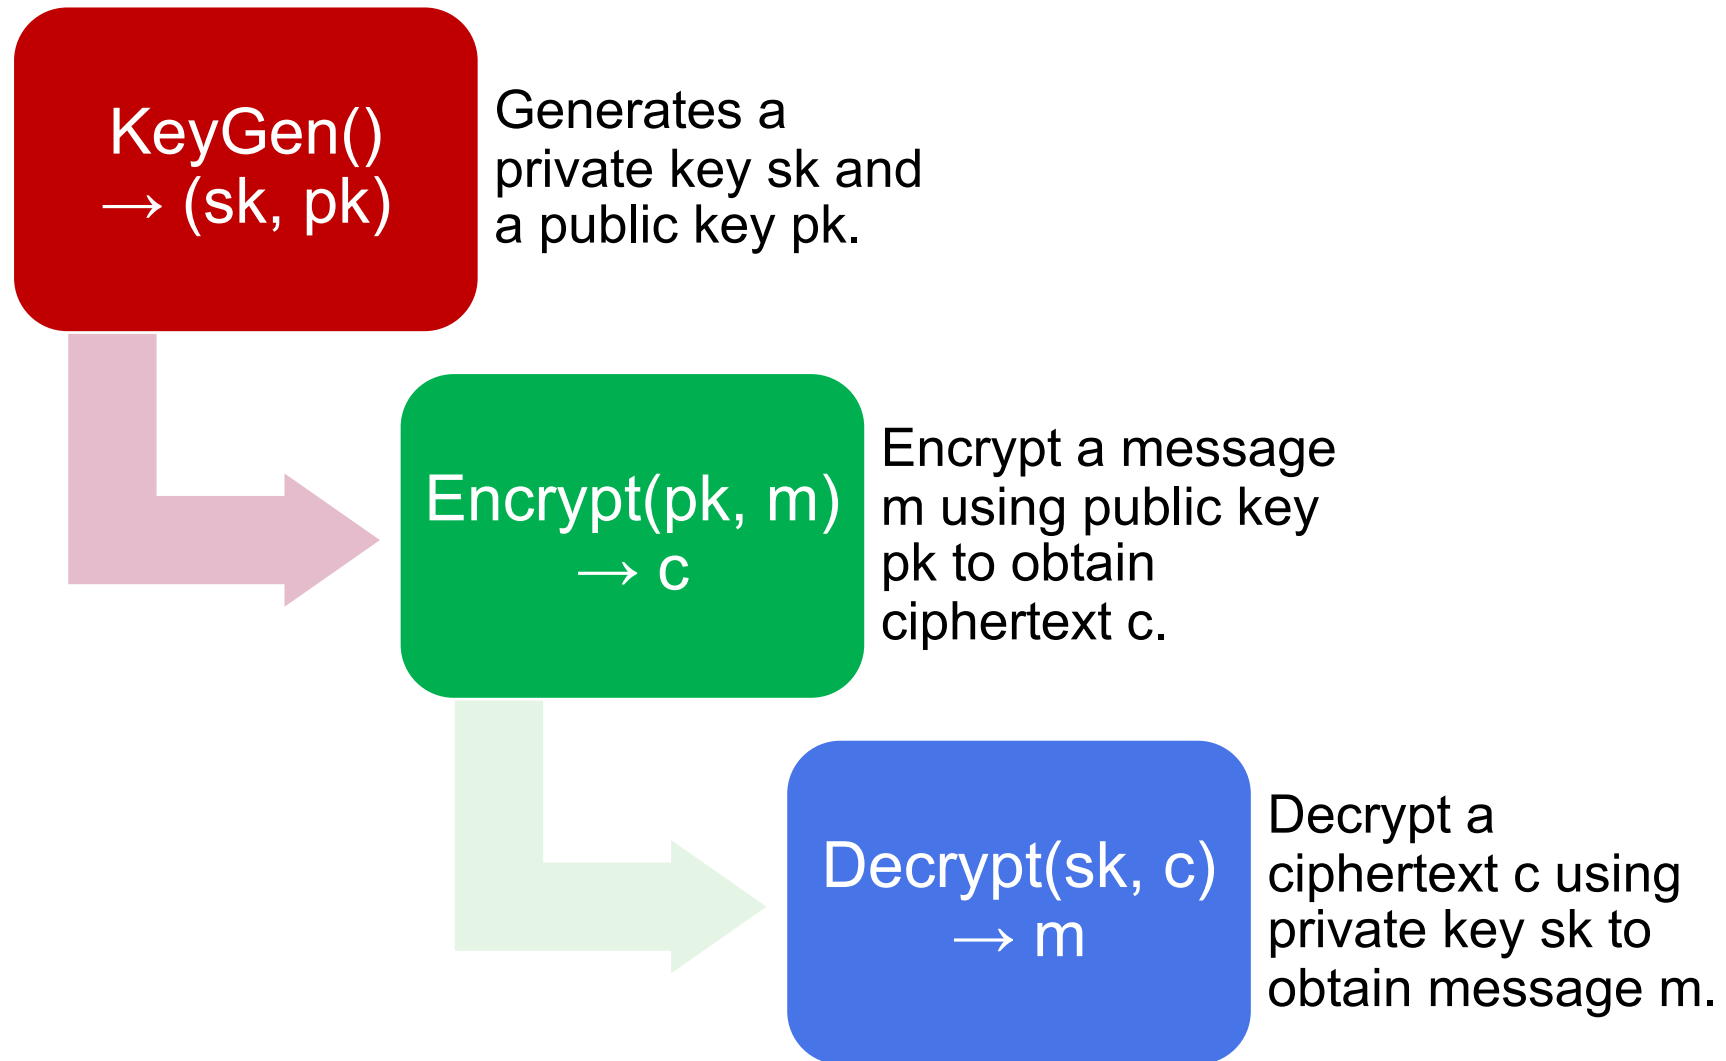 KeyGen()
→ (sk, pk)
Generates a
private key sk and
a public key pk.
Encrypt(pk, m)
→ c
Encrypt a message
m using public key
pk to obtain
ciphertext c.
Decrypt(sk, c)
→ m
Decrypt a
ciphertext c using
private key sk to
obtain message m.